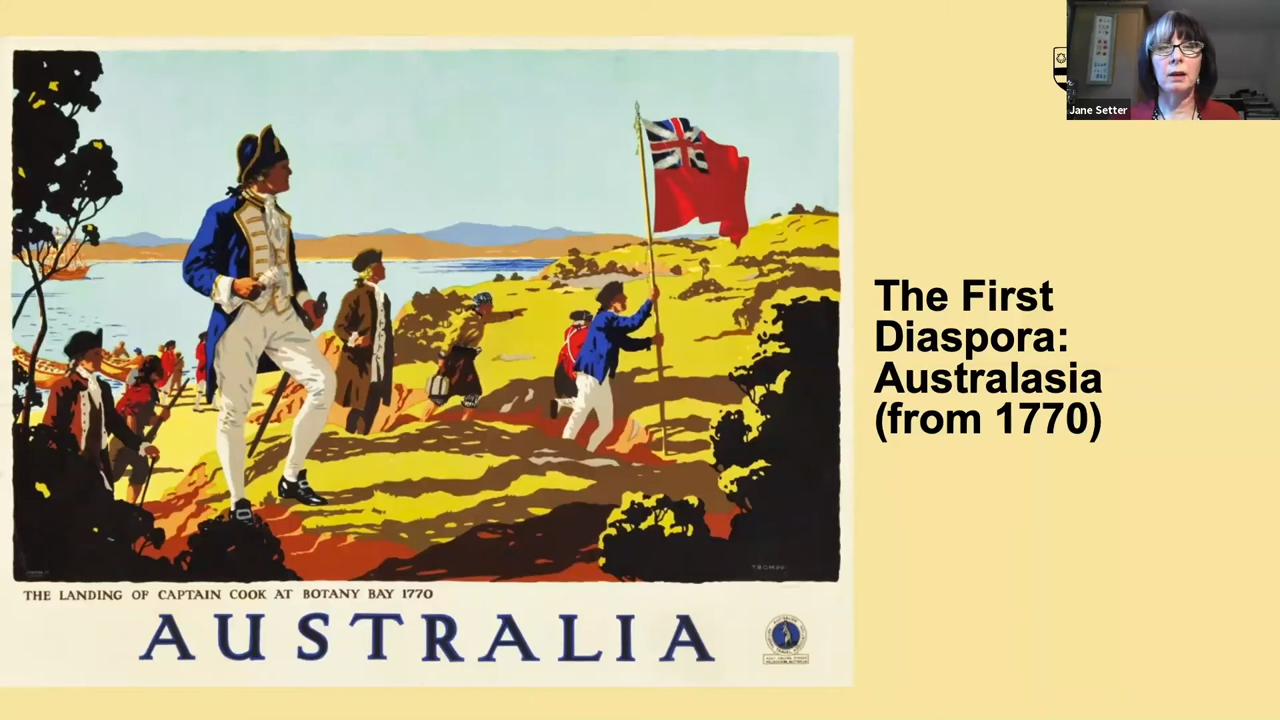 Jane Setter
The First
Diaspora:
Australasia
(from 1770)
THE LANDING OF CAPTAIN COOK AT BOTANY BAY 1770
AUSTRALIA